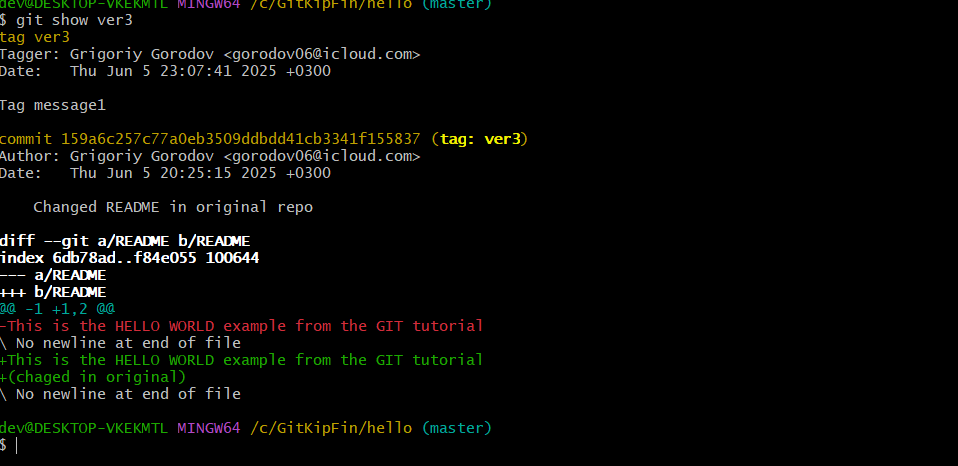 dev@DESKTOP-VKEKMTL MINGW64 /c/GitKipFin/hello (master)
$ git show ver3
tag ver3
Tagger: Grigoriy Gorodov <gorodov06@icloud.com>
Date:   Thu Jun 5 23:07:41 2025 +0300

Tag message1

commit 159a6c257c77a0eb3509ddbdd41cb3341f155837 (tag: ver3)
Author: Grigoriy Gorodov <gorodov06@icloud.com>
Date:   Thu Jun 5 20:25:15 2025 +0300

    Changed README in original repo

diff --git a/README b/README
index 6db78ad..f84e055 100644
--- a/README
+++ b/README
@@ -1 +1,2 @@
-This is the HELLO WORLD example from the GIT tutorial
\ No newline at end of file
+This is the HELLO WORLD example from the GIT tutorial
+(chaged in original)
\ No newline at end of file

dev@DESKTOP-VKEKMTL MINGW64 /c/GitKipFin/hello (master)
$